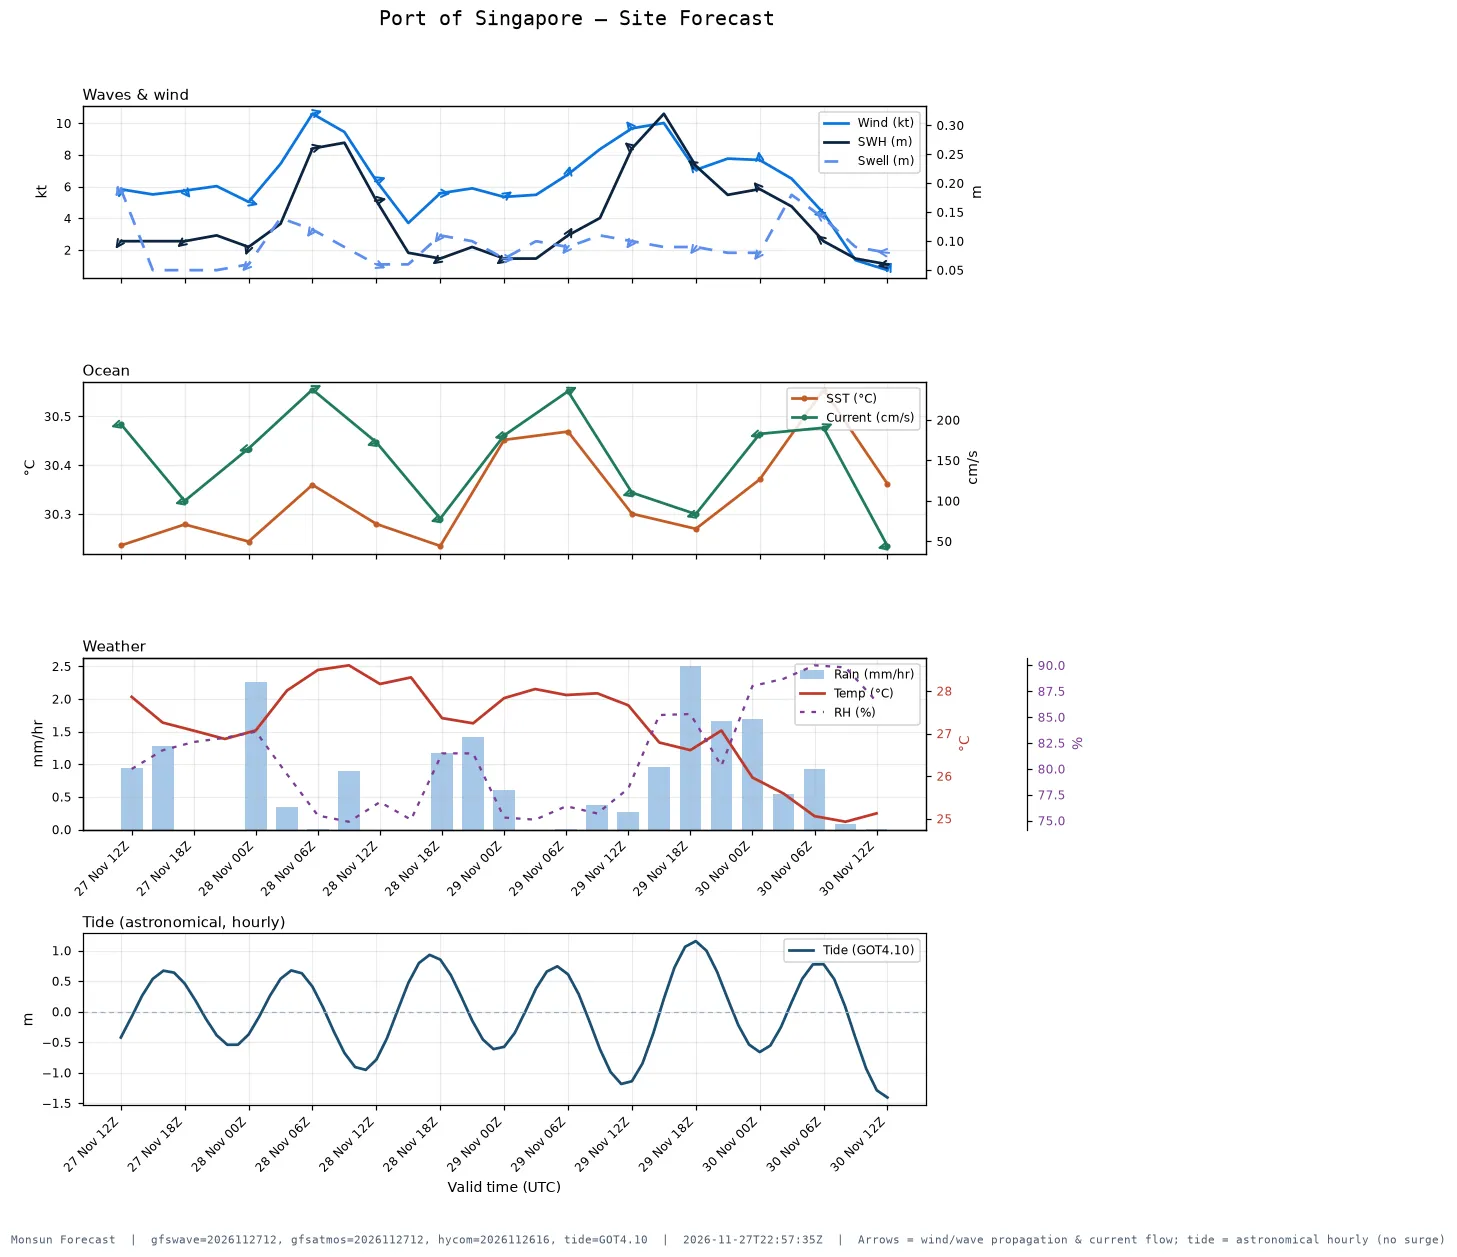 Port of Singapore — Site Forecast
Waves & wind
10
8
6
4
2
kt
Wind (kt)
SWH (m)
Swell (m)
0.30
0.25
0.20
0.15
0.10
0.05
m
Ocean
30.5
30.4
30.3
°C
SST (°C)
Current (cm/s)
200
150
100
50
cm/s
Weather
2.5
2.0
1.5
1.0
0.5
0.0
mm/hr
Rain (mm/hr)
Temp (°C)
RH (%)
28
27
26
25
°C
90.0
87.5
85.0
82.5
80.0
77.5
75.0
%
27 Nov 12Z
27 Nov 18Z
28 Nov 00Z
28 Nov 06Z
28 Nov 12Z
28 Nov 18Z
29 Nov 00Z
29 Nov 06Z
29 Nov 12Z
29 Nov 18Z
30 Nov 00Z
30 Nov 06Z
30 Nov 12Z
Tide (astronomical, hourly)
1.0
0.5
0.0
−0.5
−1.0
−1.5
m
Tide (GOT4.10)
27 Nov 12Z
27 Nov 18Z
28 Nov 00Z
28 Nov 06Z
28 Nov 12Z
28 Nov 18Z
29 Nov 00Z
29 Nov 06Z
29 Nov 12Z
29 Nov 18Z
30 Nov 00Z
30 Nov 06Z
30 Nov 12Z
Valid time (UTC)
Monsun Forecast | gfswave=2026112712, gfsatmos=2026112712, hycom=2026112616, tide=GOT4.10 | 2026-11-27T22:57:35Z | Arrows = wind/wave propagation & current flow; tide = astronomical hourly (no surge)